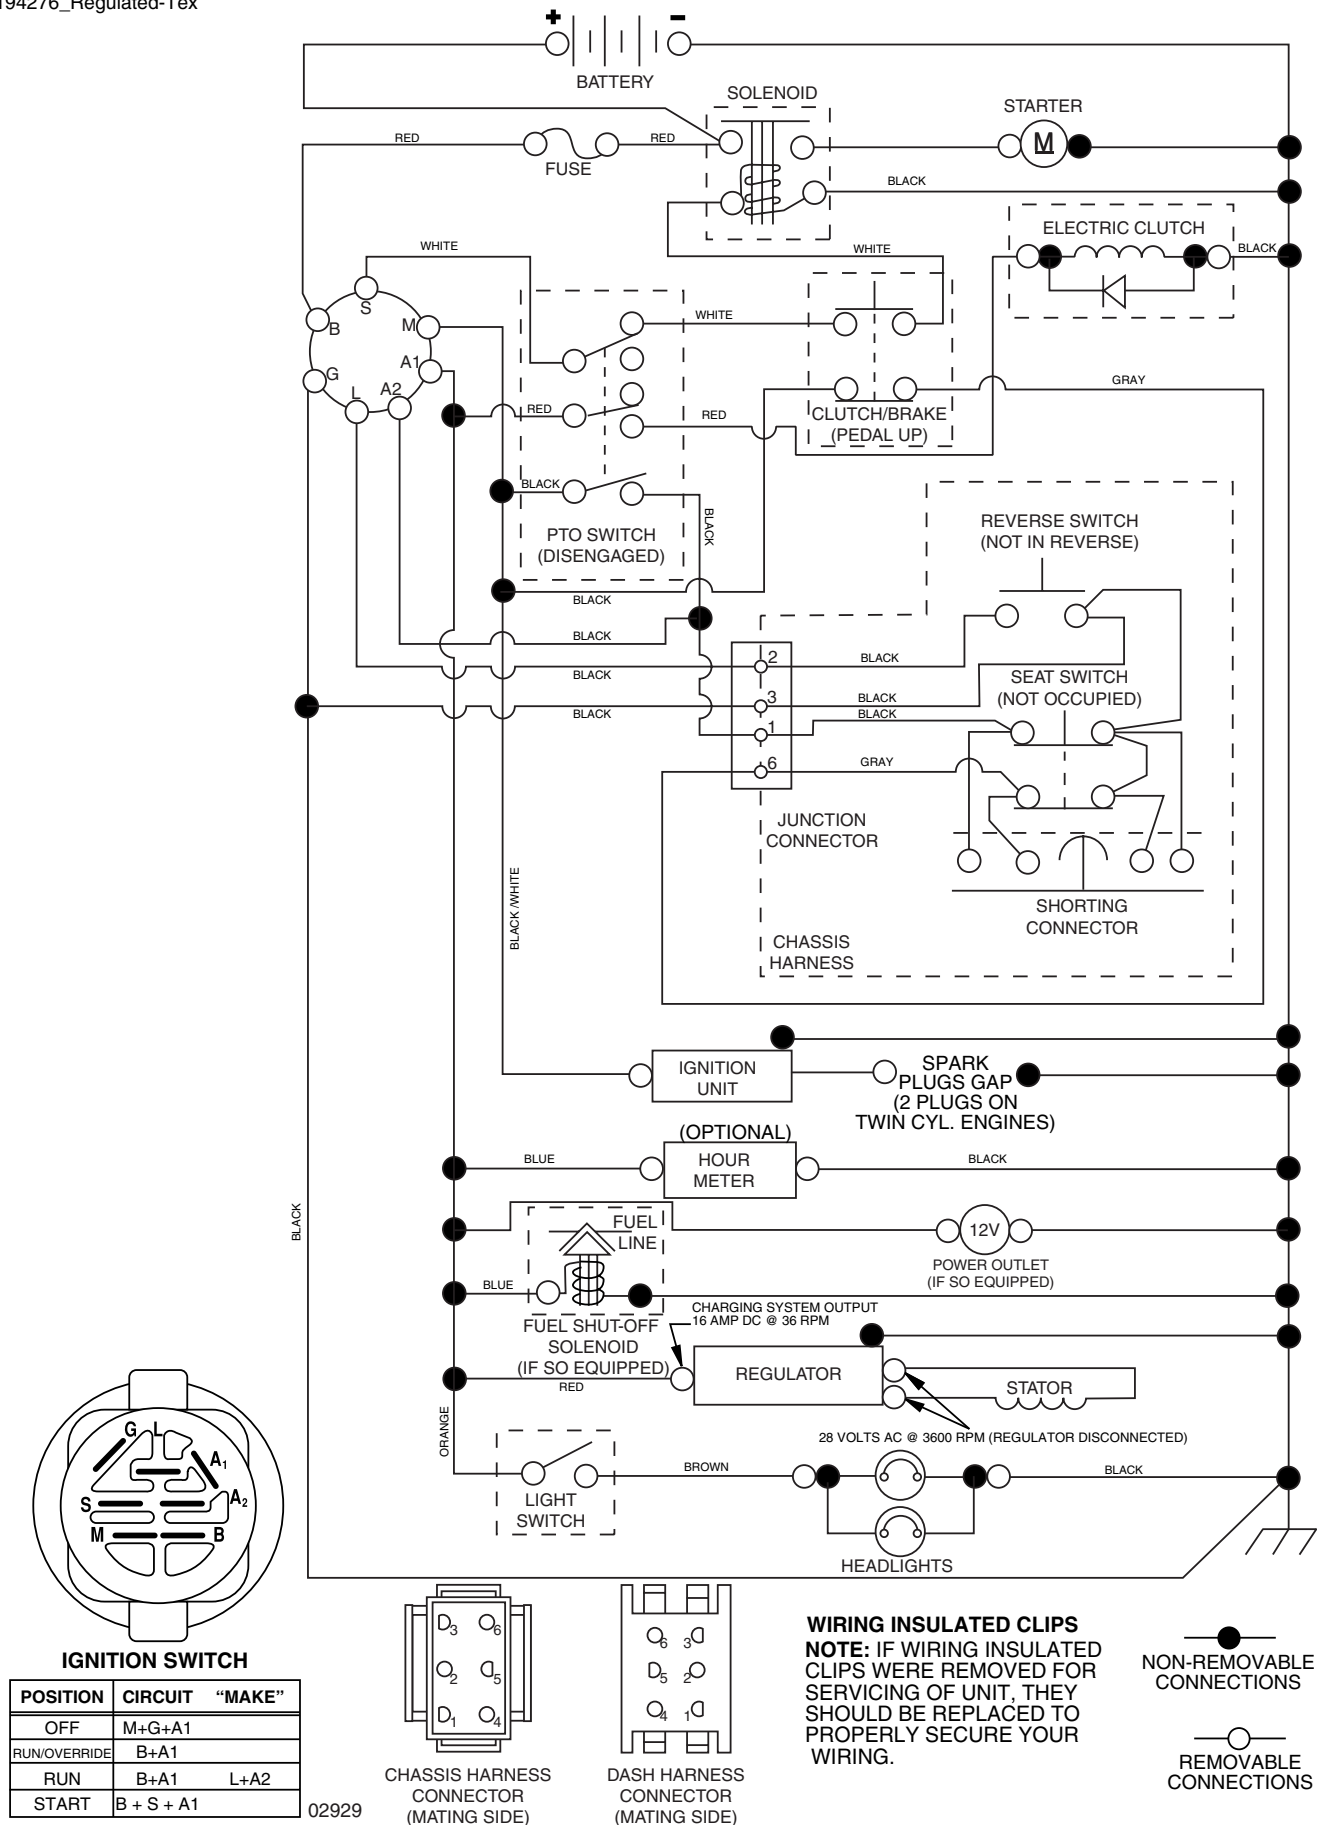 194276_Regulated-Tex
+
-
BATTERY
SOLENOID
STARTER
RED
RED
FUSE
M
BLACK
ELECTRIC CLUTCH
BLACK
WHITE
WHITE
S
B
M
WHITE
A1
G
A2
L
GRAY
RED
RED
CLUTCH/BRAKE
(PEDAL UP)
BLACK
PTO SWITCH
(DISENGAGED)
BLACK
REVERSE SWITCH
(NOT IN REVERSE)
BLACK
BLACK
2
BLACK
BLACK
SEAT SWITCH
(NOT OCCUPIED)
3
BLACK
BLACK
BLACK
1
6
GRAY
JUNCTION
CONNECTOR
BLACK /WHITE
SHORTING
CONNECTOR
CHASSIS
HARNESS
IGNITION
UNIT
SPARK
PLUGS GAP
(2 PLUGS ON
TWIN CYL. ENGINES)
(OPTIONAL)
HOUR
METER
BLUE
BLACK
BLACK
FUEL
LINE
12V
POWER OUTLET
(IF SO EQUIPPED)
BLUE
CHARGING SYSTEM OUTPUT
16 AMP DC @ 36 RPM
FUEL SHUT-OFF
SOLENOID
(IF SO EQUIPPED)
RED
REGULATOR
STATOR
ORANGE
28 VOLTS AC @ 3600 RPM (REGULATOR DISCONNECTED)
BROWN
BLACK
LIGHT
SWITCH
HEADLIGHTS
G L
A1
S
A2
M
B
IGNITION SWITCH
POSITION CIRCUIT "MAKE"
OFF M+G+A1
RUN/OVERRIDE B+A1
RUN B+A1 L+A2
START B + S + A1
02929
3 6
2 5
1 4
CHASSIS HARNESS
CONNECTOR
(MATING SIDE)
6 3
5 2
4 1
DASH HARNESS
CONNECTOR
(MATING SIDE)
WIRING INSULATED CLIPS
NOTE: IF WIRING INSULATED
CLIPS WERE REMOVED FOR
SERVICING OF UNIT, THEY
SHOULD BE REPLACED TO
PROPERLY SECURE YOUR
WIRING.
NON-REMOVABLE
CONNECTIONS
REMOVABLE
CONNECTIONS